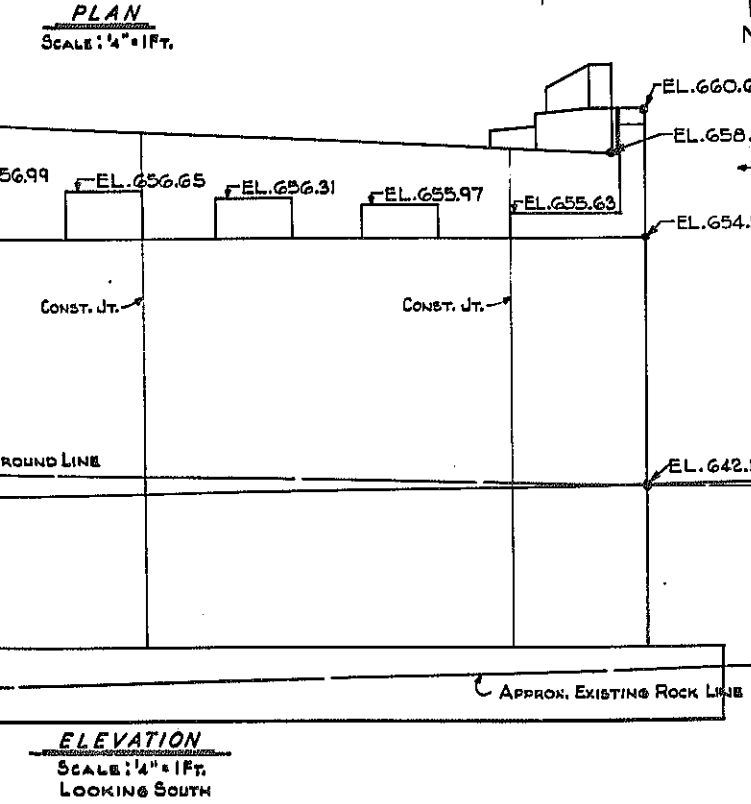 PLAN
SCALE: 1/4" = 1FT.
EL.660.6
EL.658.
56.99
EL.656.65
EL.656.31
EL.655.97
EL.655.63
EL.654.
CONST. JT.
CONST. JT.
ROUND LINE
EL.642.
APPROX. EXISTING ROCK LINE
ELEVATION
SCALE: 1/4" = 1FT.
LOOKING SOUTH